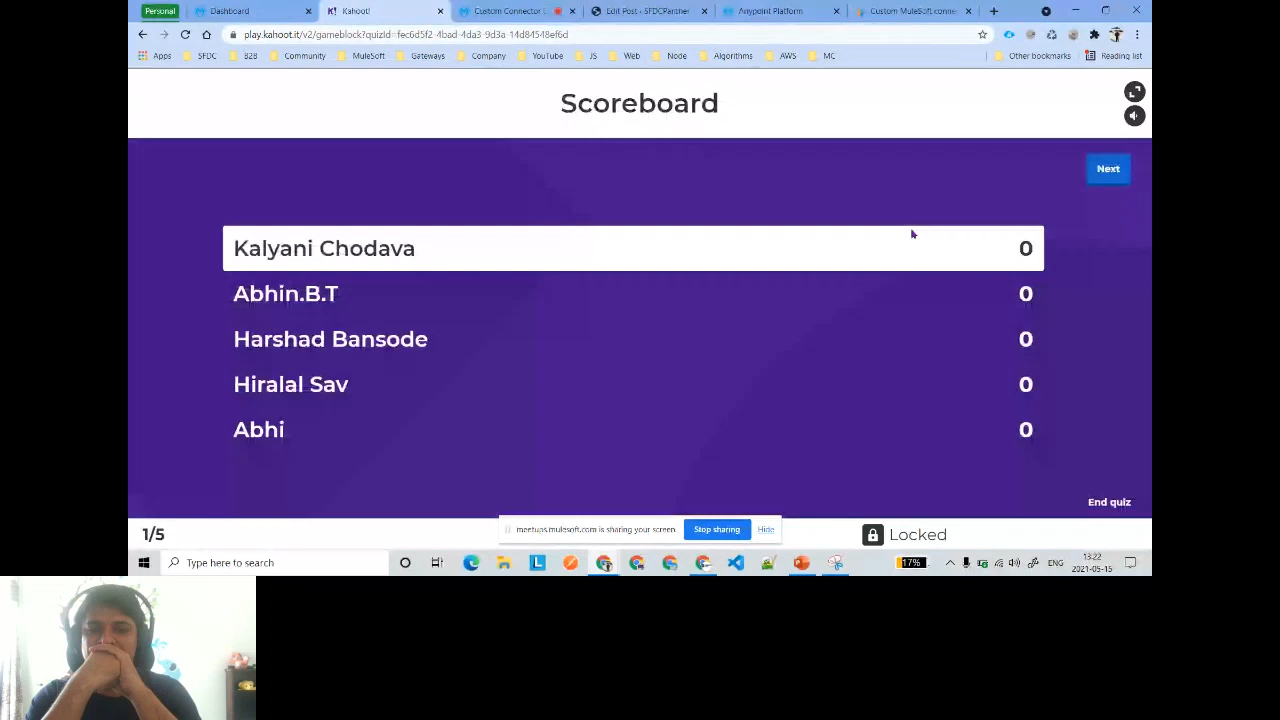 Personal
Dashboard
Kahoot!
Custom Connector
Edit Post ‹ SFDCPartner
Anypoint Platform
Custom MuleSoft conne
play.kahoot.it/v2/gameblock?quizId=fec6d5f2-4bad-4da3-9d3a-14d84548ef6d
Apps SFDC B2B Community MuleSoft Gateways Company YouTube JS Web Node Algorithms AWS MC Other bookmarks Reading list
Scoreboard
Next
Kalyani Chodava 0
Abhin.B.T 0
Harshad Bansode 0
Hiralal Sav 0
Abhi 0
End quiz
1/5
meetups.mulesoft.com is sharing your screen.
Stop sharing
Hide
Locked
Type here to search
17%
ENG
13:22
2021-05-15